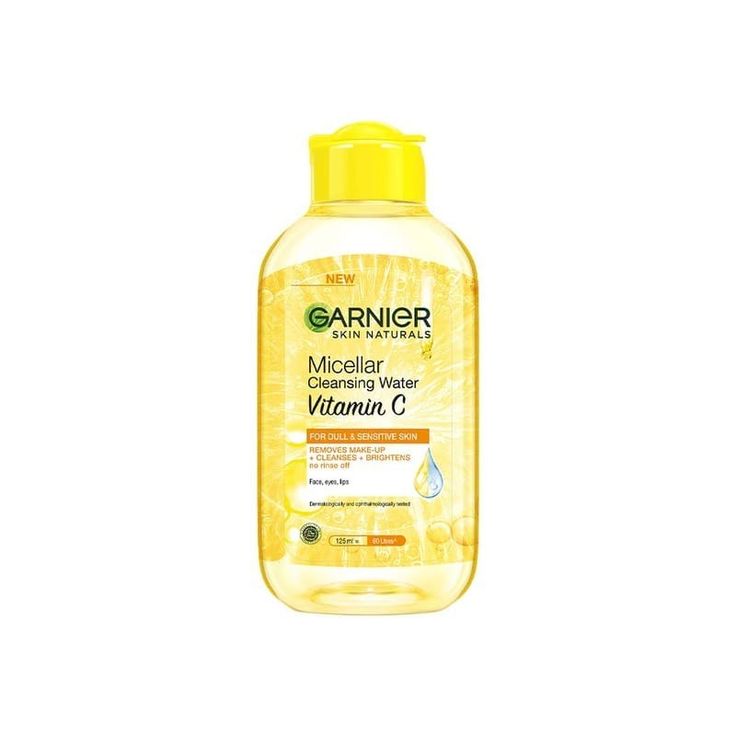 NEW
GARNIER
SKIN NATURALS
Micellar
Cleansing Water
Vitamin C
FOR DULL & SENSITIVE SKIN
REMOVES MAKE-UP
+ CLEANSES + BRIGHTENS
no rinse off
Face, eyes, lips
Dermatologically and ophthalmologically tested
125 ml